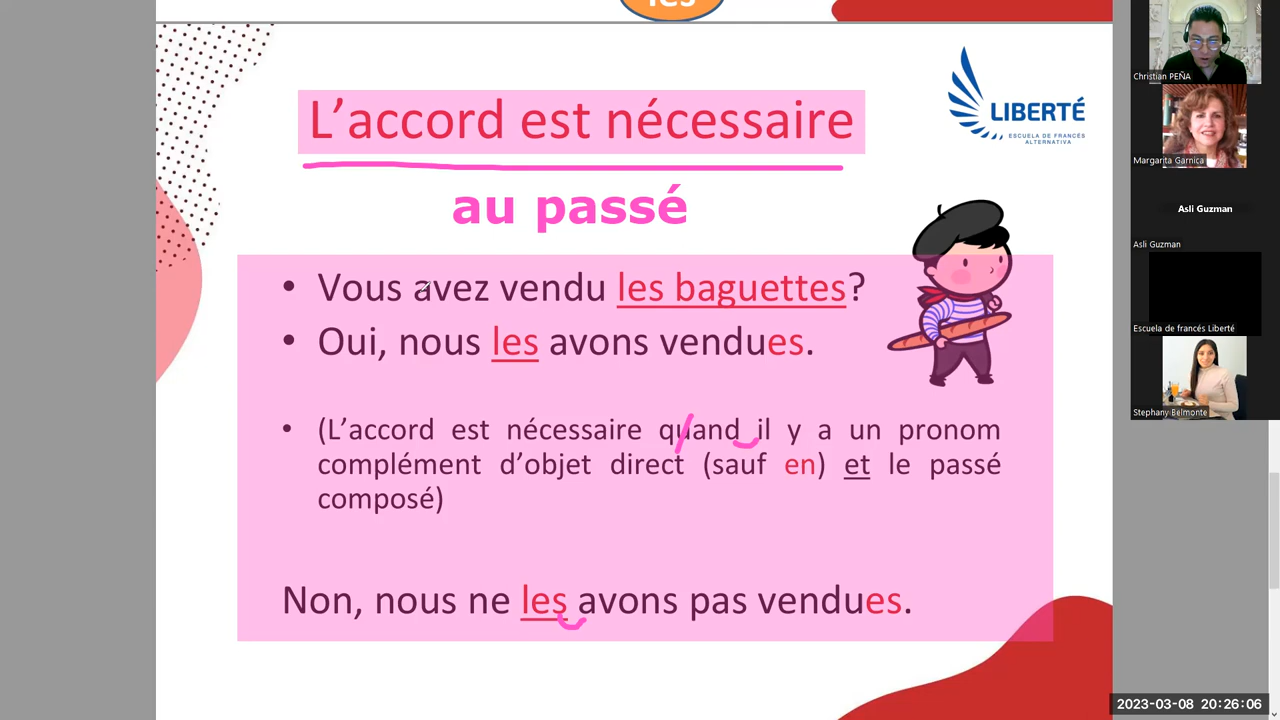 les
L'accord est nécessaire
LIBERTÉ
ESCUELA DE FRANCÉS
ALTERNATIVA
au passé
• Vous avez vendu les baguettes?
• Oui, nous les avons vendues.
• (L'accord est nécessaire quand il y a un pronom
complément d'objet direct (sauf en) et le passé
composé)
Non, nous ne les avons pas vendues.
Christian PEÑA
Margarita Garnica
Asli Guzman
Asli Guzman
Escuela de francés Liberté
Stephany Belmonte
2023-03-08 20:26:06